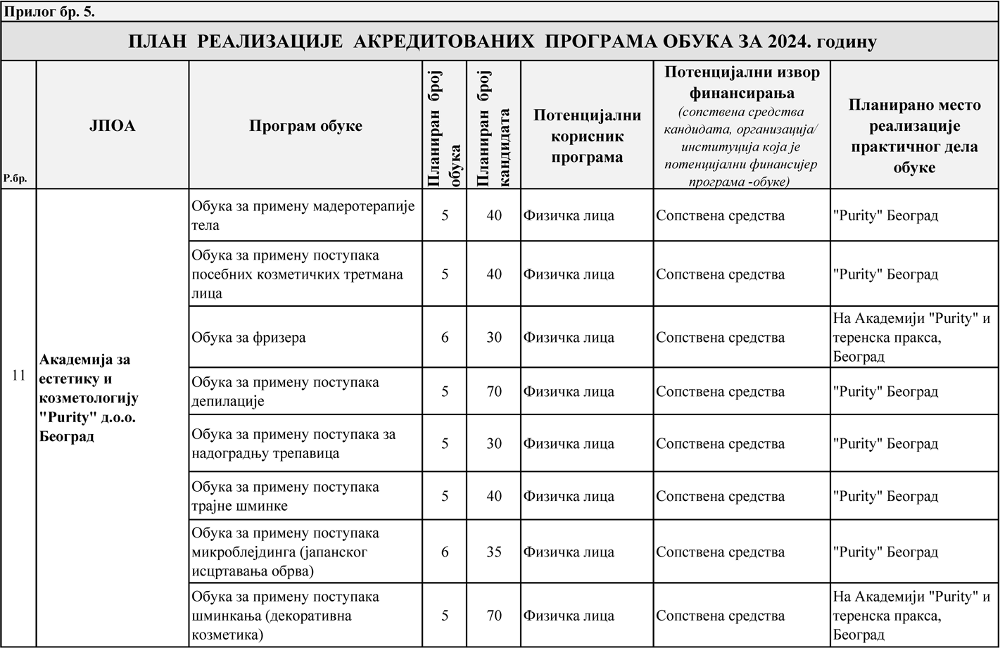 Прилог бр. 5.
ПЛАН РЕАЛИЗАЦИЈЕ АКРЕДИТОВАНИХ ПРОГРАМА ОБУКА ЗА 2024. годину
Р.бр.
ЈПОА
Програм обуке
Планиран број
обука
Планиран број
кандидата
Потенцијални
корисник
програма
Потенцијални извор
финансирања
(сопствена средства
кандидата, организација/
институција која је
потенцијални финансијер
програма -обуке)
Планирано место
реализације
практичног дела
обуке
11
Академија за
естетику и
козметологију
"Purity" д.о.о.
Београд
Обука за примену мадеротерапије
тела
5
40
Физичка лица
Сопствена средства
"Purity" Београд
Обука за примену поступака
посебних козметичких третмана
лица
5
40
Физичка лица
Сопствена средства
"Purity" Београд
Обука за фризера
6
30
Физичка лица
Сопствена средства
На Академији "Purity" и
теренска пракса,
Београд
Обука за примену поступака
депилације
5
70
Физичка лица
Сопствена средства
"Purity" Београд
Обука за примену поступака за
надоградњу трепавица
5
30
Физичка лица
Сопствена средства
"Purity" Београд
Обука за примену поступака
трајне шминке
5
40
Физичка лица
Сопствена средства
"Purity" Београд
Обука за примену поступака
микроблејдинга (јапанског
исцртавања обрва)
6
35
Физичка лица
Сопствена средства
"Purity" Београд
Обука за примену поступака
шминкања (декоративна
козметика)
5
70
Физичка лица
Сопствена средства
На Академији "Purity" и
теренска пракса,
Београд